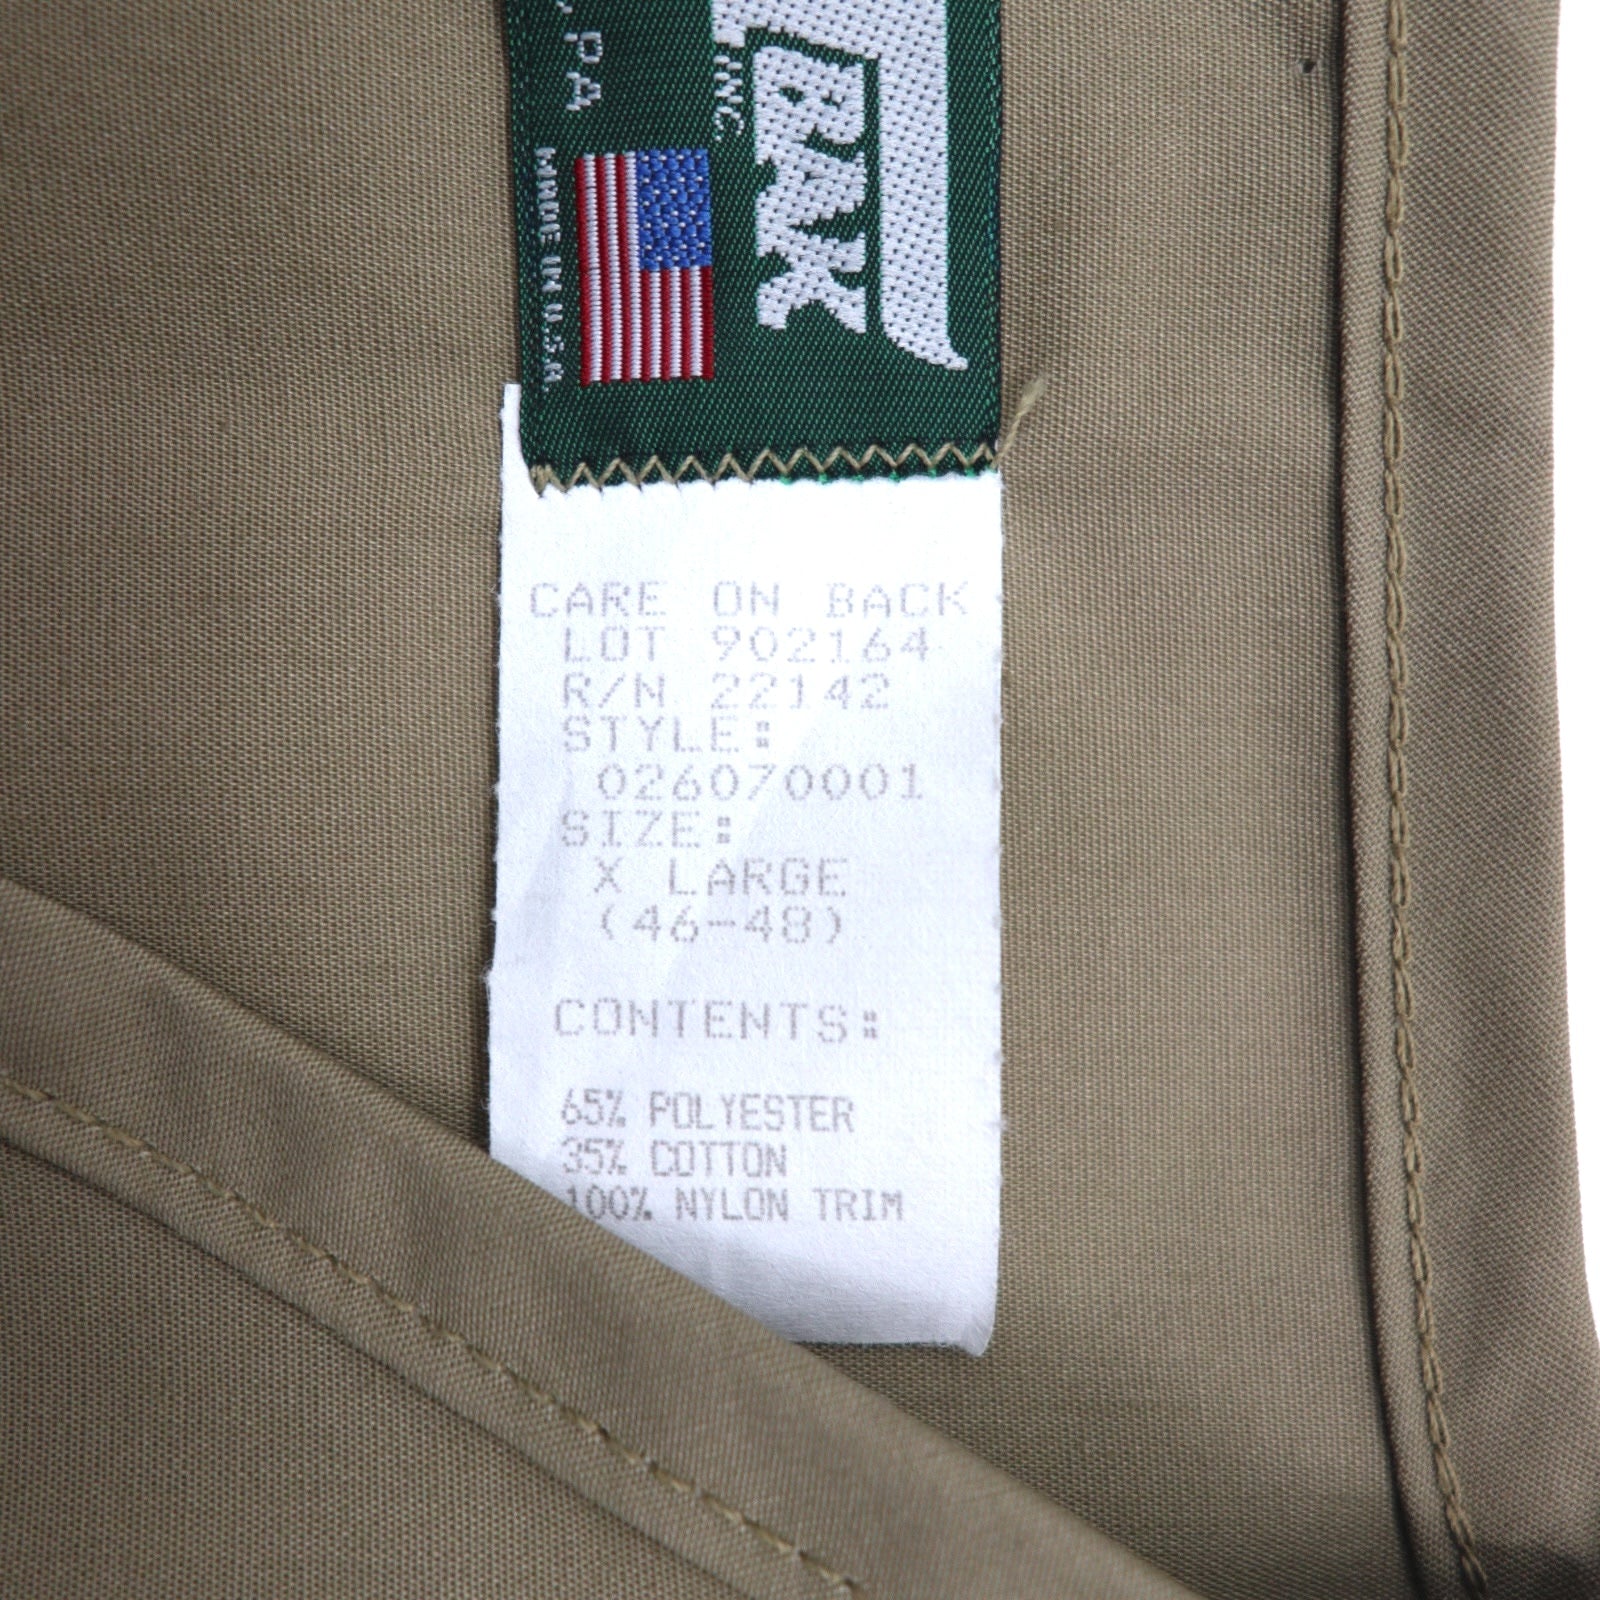 RAK
INC.
, PA
MADE IN U.S.A.
CARE ON BACK
LOT 902164
R/N 22142
STYLE:
026070001
SIZE:
X LARGE
(46-48)
CONTENTS:
65% POLYESTER
35% COTTON
100% NYLON TRIM